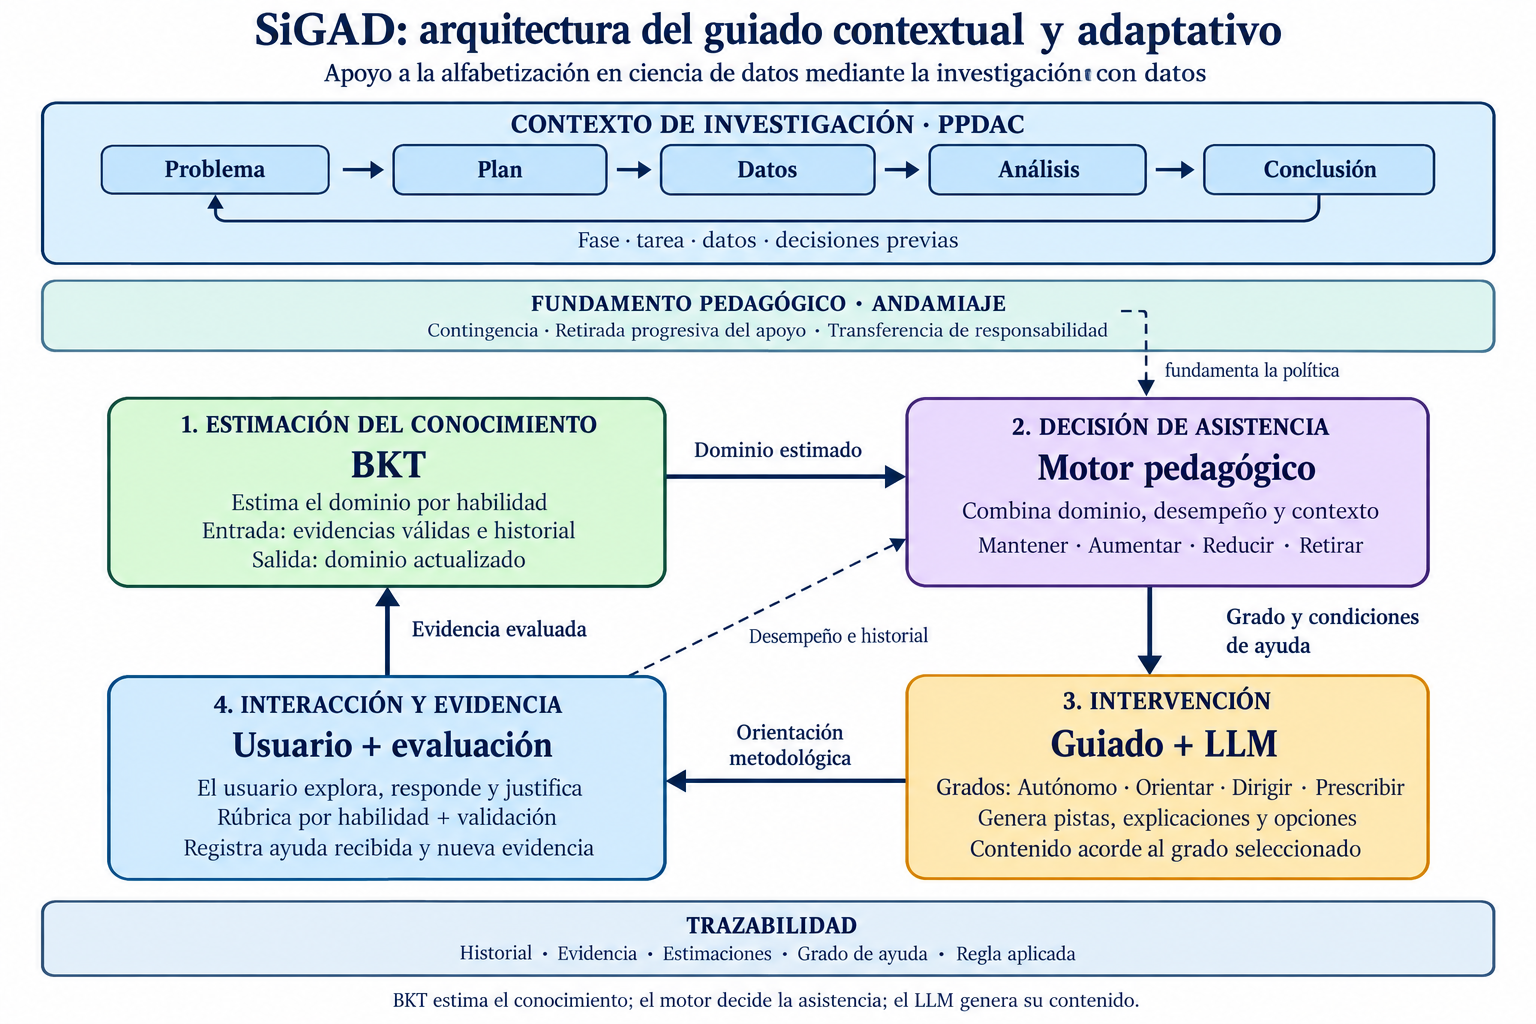 SiGAD: arquitectura del guiado contextual y adaptativo
Apoyo a la alfabetización en ciencia de datos mediante la investigación con datos
CONTEXTO DE INVESTIGACIÓN · PPDAC
Problema
Plan
Datos
Análisis
Conclusión
Fase · tarea · datos · decisiones previas
FUNDAMENTO PEDAGÓGICO · ANDAMIAJE
Contingencia · Retirada progresiva del apoyo · Transferencia de responsabilidad
fundamenta la política
1. ESTIMACIÓN DEL CONOCIMIENTO
BKT
Estima el dominio por habilidad
Entrada: evidencias válidas e historial
Salida: dominio actualizado
Dominio estimado
2. DECISIÓN DE ASISTENCIA
Motor pedagógico
Combina dominio, desempeño y contexto
Mantener · Aumentar · Reducir · Retirar
Evidencia evaluada
Desempeño e historial
Grado y condiciones
de ayuda
4. INTERACCIÓN Y EVIDENCIA
Usuario + evaluación
El usuario explora, responde y justifica
Rúbrica por habilidad + validación
Registra ayuda recibida y nueva evidencia
Orientación
metodológica
3. INTERVENCIÓN
Guiado + LLM
Grados: Autónomo · Orientar · Dirigir · Prescribir
Genera pistas, explicaciones y opciones
Contenido acorde al grado seleccionado
TRAZABILIDAD
Historial · Evidencia · Estimaciones · Grado de ayuda · Regla aplicada
BKT estima el conocimiento; el motor decide la asistencia; el LLM genera su contenido.